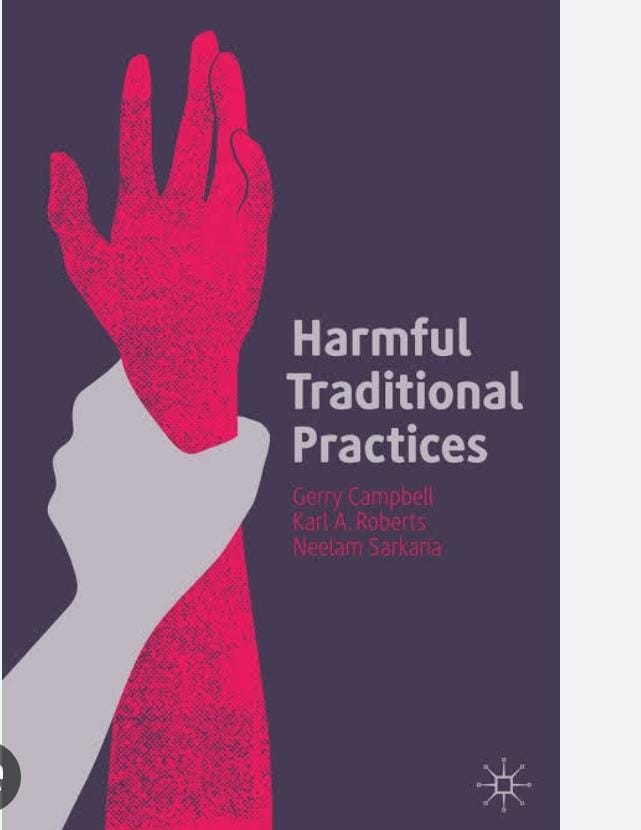 Harmful
Traditional
Practices
Gerry Campbell
Karl A. Roberts
Neelam Sarkaria